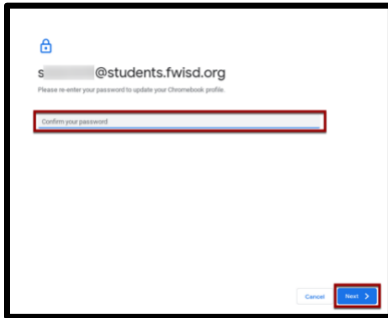 s @students.fwisd.org
Please re-enter your password to update your Chromebook profile.
Confirm your password
Cancel
Next